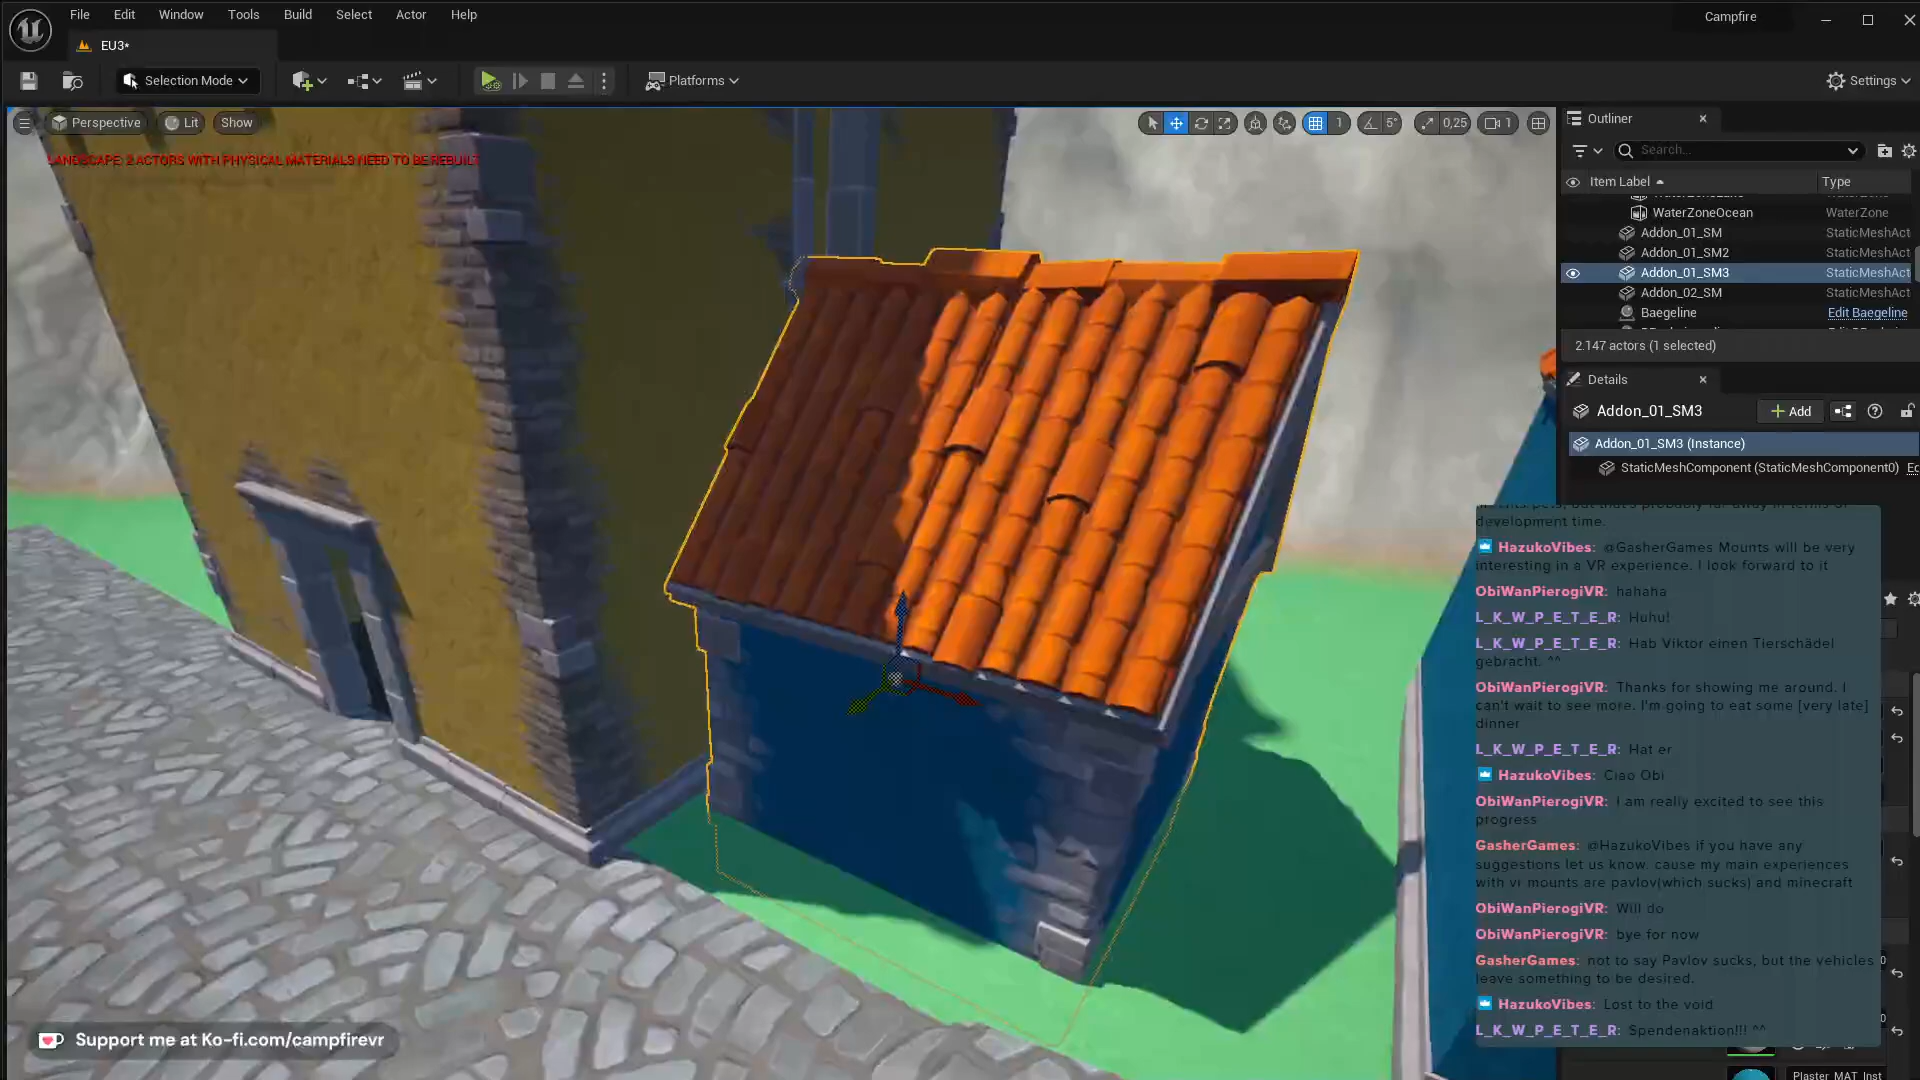 File Edit Window Tools Build Select Actor Help
Campfire
EU3*
Selection Mode
Platforms
Settings
Perspective Lit Show
1 5° 0,25 1
LANDSCAPE: 2 ACTORS WITH PHYSICAL MATERIALS NEED TO BE REBUILT
Outliner
Search...
Item Label Type
WaterZoneOcean WaterZone
Addon_01_SM StaticMeshAct
Addon_01_SM2 StaticMeshAct
Addon_01_SM3 StaticMeshAct
Addon_02_SM StaticMeshAct
Baegeline Edit Baegeline
2.147 actors (1 selected)
Details
Addon_01_SM3 Add
Addon_01_SM3 (Instance)
StaticMeshComponent (StaticMeshComponent0)
development time.
HazukoVibes: @GasherGames Mounts will be very
interesting in a VR experience. I look forward to it
ObiWanPierogiVR: hahaha
L_K_W_P_E_T_E_R: Huhu!
L_K_W_P_E_T_E_R: Hab Viktor einen Tierschädel
gebracht. ^^
ObiWanPierogiVR: Thanks for showing me around. I
can't wait to see more. I'm going to eat some [very late]
dinner
L_K_W_P_E_T_E_R: Hat er
HazukoVibes: Ciao Obi
ObiWanPierogiVR: I am really excited to see this
progress
GasherGames: @HazukoVibes if you have any
suggestions let us know. cause my main experiences
with vr mounts are pavlov(which sucks) and minecraft
ObiWanPierogiVR: Will do
ObiWanPierogiVR: bye for now
GasherGames: not to say Pavlov sucks, but the vehicles
leave something to be desired.
HazukoVibes: Lost to the void
L_K_W_P_E_T_E_R: Spendenaktion!!! ^^
Support me at Ko-fi.com/campfirevr
Plaster_MAT_Inst